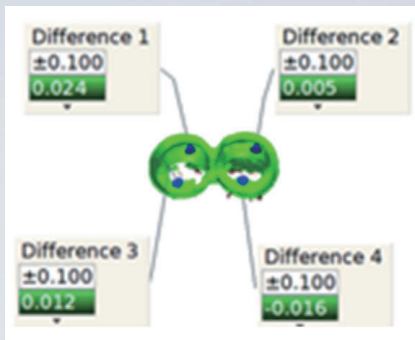 Difference 1
±0.100
0.024
Difference 2
±0.100
0.005
Difference 3
±0.100
0.012
Difference 4
±0.100
-0.016